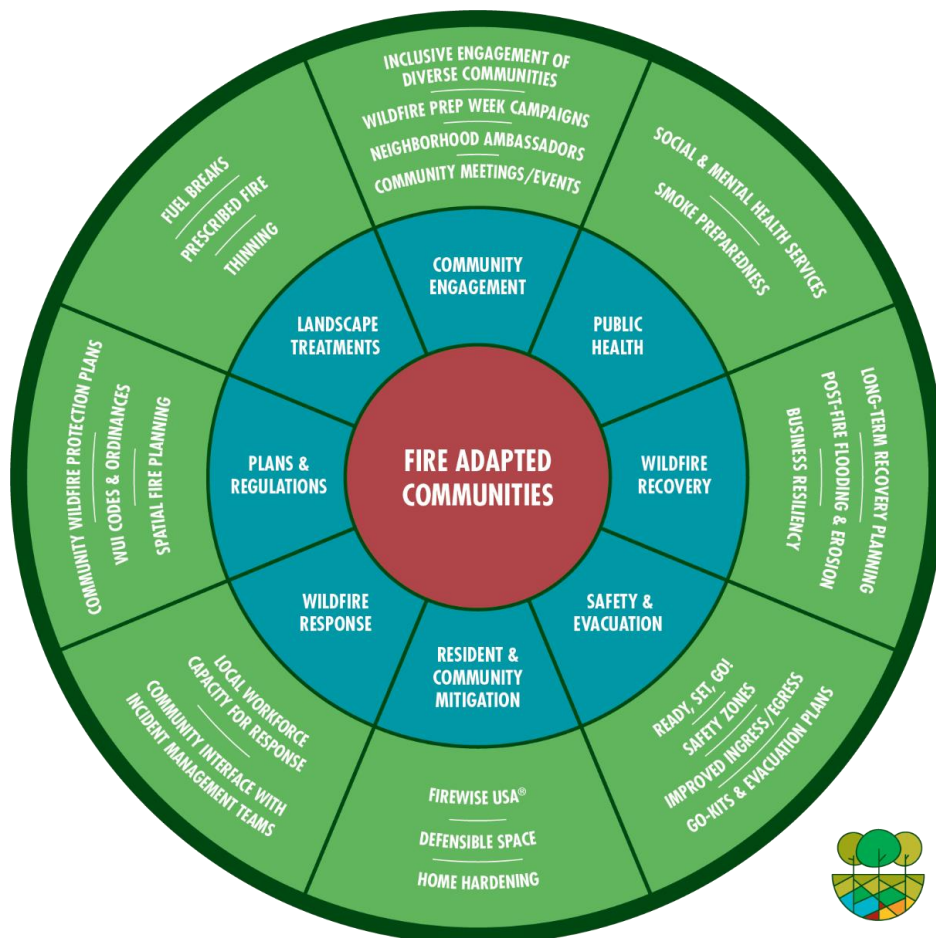 FIRE ADAPTED
COMMUNITIES
COMMUNITY
ENGAGEMENT
INCLUSIVE ENGAGEMENT OF
DIVERSE COMMUNITIES
WILDFIRE PREP WEEK CAMPAIGNS
NEIGHBORHOOD AMBASSADORS
COMMUNITY MEETINGS/EVENTS
PUBLIC
HEALTH
SOCIAL & MENTAL HEALTH SERVICES
SMOKE PREPAREDNESS
WILDFIRE
RECOVERY
LONG-TERM RECOVERY PLANNING
POST-FIRE FLOODING & EROSION
BUSINESS RESILIENCY
SAFETY &
EVACUATION
READY, SET, GO!
SAFETY ZONES
IMPROVED INGRESS/EGRESS
GO-KITS & EVACUATION PLANS
RESIDENT &
COMMUNITY
MITIGATION
FIREWISE USA®
DEFENSIBLE SPACE
HOME HARDENING
WILDFIRE
RESPONSE
LOCAL WORKFORCE
CAPACITY FOR RESPONSE
COMMUNITY INTERFACE WITH
INCIDENT MANAGEMENT TEAMS
PLANS &
REGULATIONS
COMMUNITY WILDFIRE PROTECTION PLANS
WUI CODES & ORDINANCES
SPATIAL FIRE PLANNING
LANDSCAPE
TREATMENTS
FUEL BREAKS
PRESCRIBED FIRE
THINNING